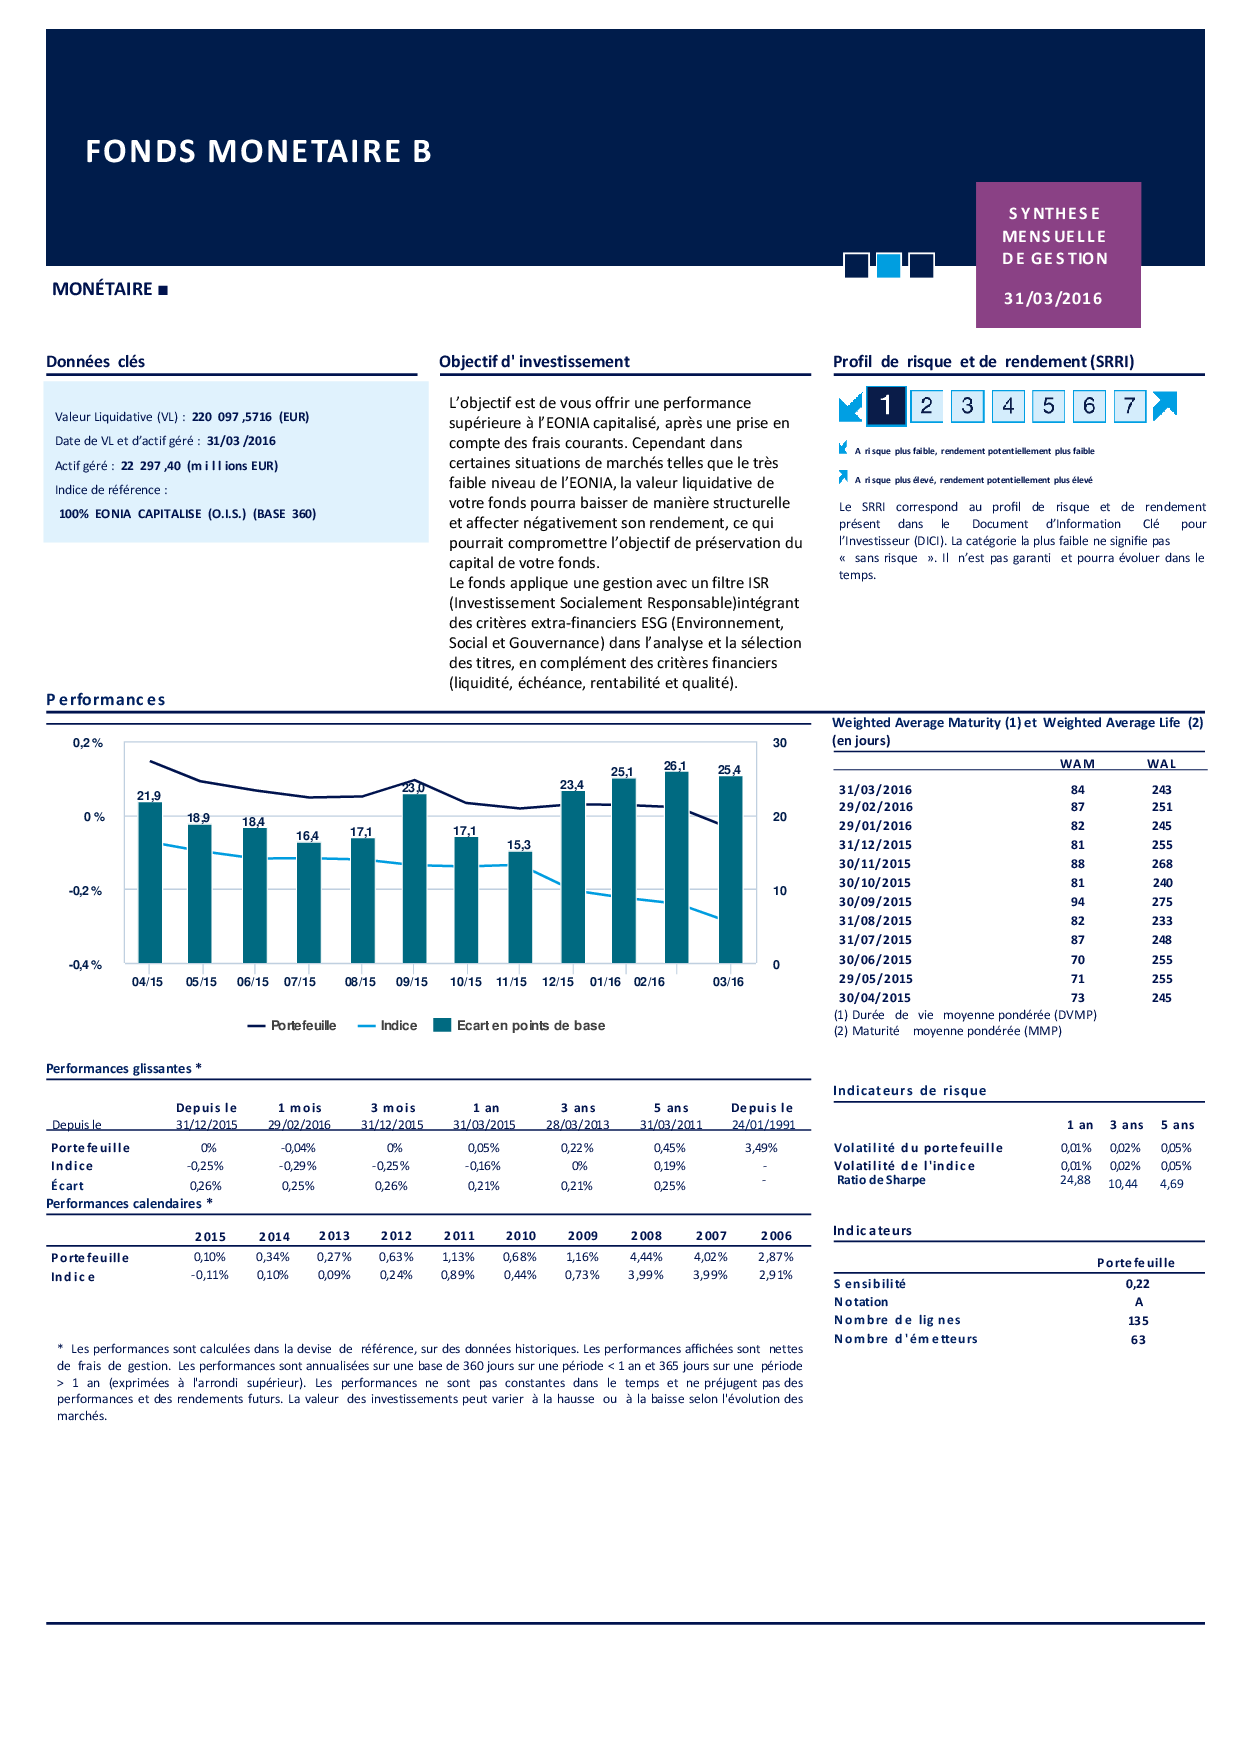 FONDS MONETAIRE B
SYNTHESE
MENSUELLE
DE GESTION
31/03/2016
MONÉTAIRE ■
Données clés
Valeur Liquidative (VL) : 220 097 ,5716 (EUR)
Date de VL et d’actif géré : 31/03 /2016
Actif géré : 22 297 ,40 (millions EUR)
Indice de référence :
100% EONIA CAPITALISE (O.I.S.) (BASE 360)
Objectif d' investissement
L’objectif est de vous offrir une performance
supérieure à l’EONIA capitalisé, après une prise en
compte des frais courants. Cependant dans
certaines situations de marchés telles que le très
faible niveau de l’EONIA, la valeur liquidative de
votre fonds pourra baisser de manière structurelle
et affecter négativement son rendement, ce qui
pourrait compromettre l’objectif de préservation du
capital de votre fonds.
Le fonds applique une gestion avec un filtre ISR
(Investissement Socialement Responsable)intégrant
des critères extra-financiers ESG (Environnement,
Social et Gouvernance) dans l’analyse et la sélection
des titres, en complément des critères financiers
(liquidité, échéance, rentabilité et qualité).
Profil de risque et de rendement (SRRI)
1 2 3 4 5 6 7
A risque plus faible, rendement potentiellement plus faible
A risque plus élevé, rendement potentiellement plus élevé
Le SRRI correspond au profil de risque et de rendement
présent dans le Document d’Information Clé pour
l’Investisseur (DICI). La catégorie la plus faible ne signifie pas
« sans risque ». Il n’est pas garanti et pourra évoluer dans le
temps.
Performances
0,2 %
0 %
-0,2 %
-0,4 %
30
20
10
0
21,9 18,9 18,4 16,4 17,1 23,0 17,1 15,3 23,4 25,1 26,1 25,4
04/15 05/15 06/15 07/15 08/15 09/15 10/15 11/15 12/15 01/16 02/16 03/16
Portefeuille Indice Ecart en points de base
Weighted Average Maturity (1) et Weighted Average Life (2)
(en jours)
WAM WAL
31/03/2016 84 243
29/02/2016 87 251
29/01/2016 82 245
31/12/2015 81 255
30/11/2015 88 268
30/10/2015 81 240
30/09/2015 94 275
31/08/2015 82 233
31/07/2015 87 248
30/06/2015 70 255
29/05/2015 71 255
30/04/2015 73 245
(1) Durée de vie moyenne pondérée (DVMP)
(2) Maturité moyenne pondérée (MMP)
Performances glissantes *
Depuis le 1 mois 3 mois 1 an 3 ans 5 ans Depuis le
Depuis le 31/12/2015 29/02/2016 31/12/2015 31/03/2015 28/03/2013 31/03/2011 24/01/1991
Portefeuille 0% -0,04% 0% 0,05% 0,22% 0,45% 3,49%
Indice -0,25% -0,29% -0,25% -0,16% 0% 0,19% -
Écart 0,26% 0,25% 0,26% 0,21% 0,21% 0,25% -
Performances calendaires *
2015 2014 2013 2012 2011 2010 2009 2008 2007 2006
Portefeuille 0,10% 0,34% 0,27% 0,63% 1,13% 0,68% 1,16% 4,44% 4,02% 2,87%
Indice -0,11% 0,10% 0,09% 0,24% 0,89% 0,44% 0,73% 3,99% 3,99% 2,91%
Indicateurs de risque
1 an 3 ans 5 ans
Volatilité du portefeuille 0,01% 0,02% 0,05%
Volatilité de l'indice 0,01% 0,02% 0,05%
Ratio de Sharpe 24,88 10,44 4,69
Indicateurs
Portefeuille
Sensibilité 0,22
Notation A
Nombre de lignes 135
Nombre d'émetteurs 63
* Les performances sont calculées dans la devise de référence, sur des données historiques. Les performances affichées sont nettes
de frais de gestion. Les performances sont annualisées sur une base de 360 jours sur une période < 1 an et 365 jours sur une période
> 1 an (exprimées à l'arrondi supérieur). Les performances ne sont pas constantes dans le temps et ne préjugent pas des
performances et des rendements futurs. La valeur des investissements peut varier à la hausse ou à la baisse selon l'évolution des
marchés.